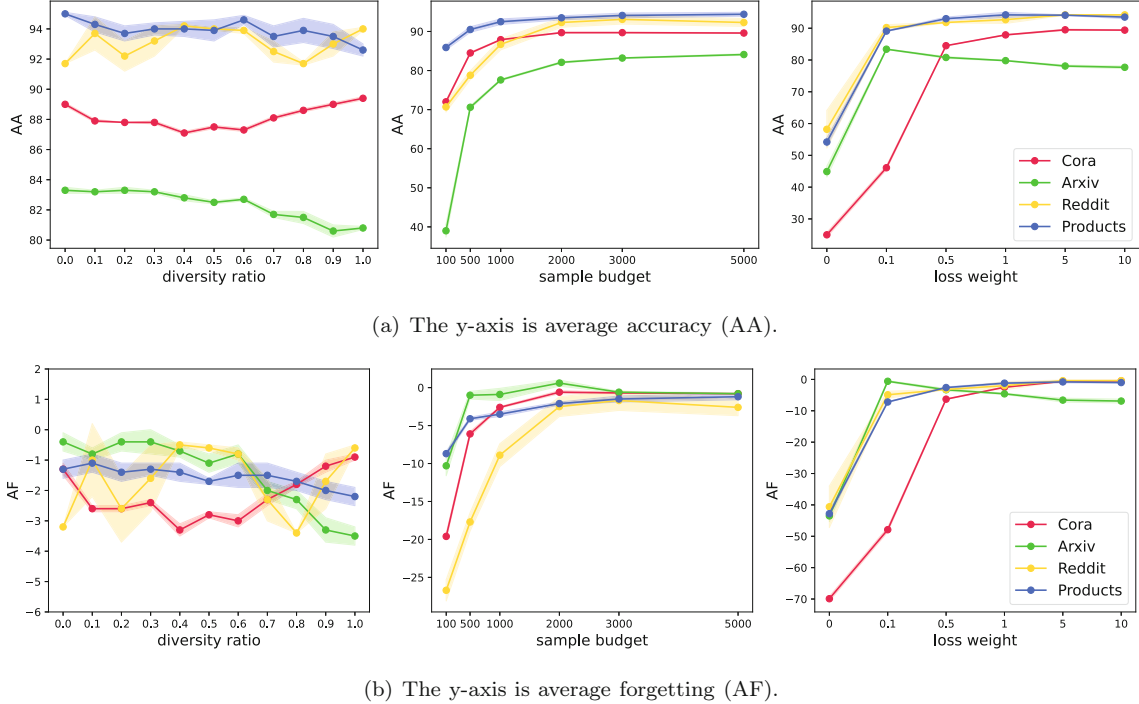 AA
94
92
90
88
86
84
82
80
0.0 0.1 0.2 0.3 0.4 0.5 0.6 0.7 0.8 0.9 1.0
diversity ratio
AA
90
80
70
60
50
40
100 500 1000 2000 3000 5000
sample budget
AA
90
80
70
60
50
40
30
0 0.1 0.5 1 5 10
loss weight
Cora
Arxiv
Reddit
Products
(a) The y-axis is average accuracy (AA).
AF
2
1
0
−1
−2
−3
−4
−5
−6
0.0 0.1 0.2 0.3 0.4 0.5 0.6 0.7 0.8 0.9 1.0
diversity ratio
AF
0
−5
−10
−15
−20
−25
100 500 1000 2000 3000 5000
sample budget
AF
0
−10
−20
−30
−40
−50
−60
−70
0 0.1 0.5 1 5 10
loss weight
Cora
Arxiv
Reddit
Products
(b) The y-axis is average forgetting (AF).